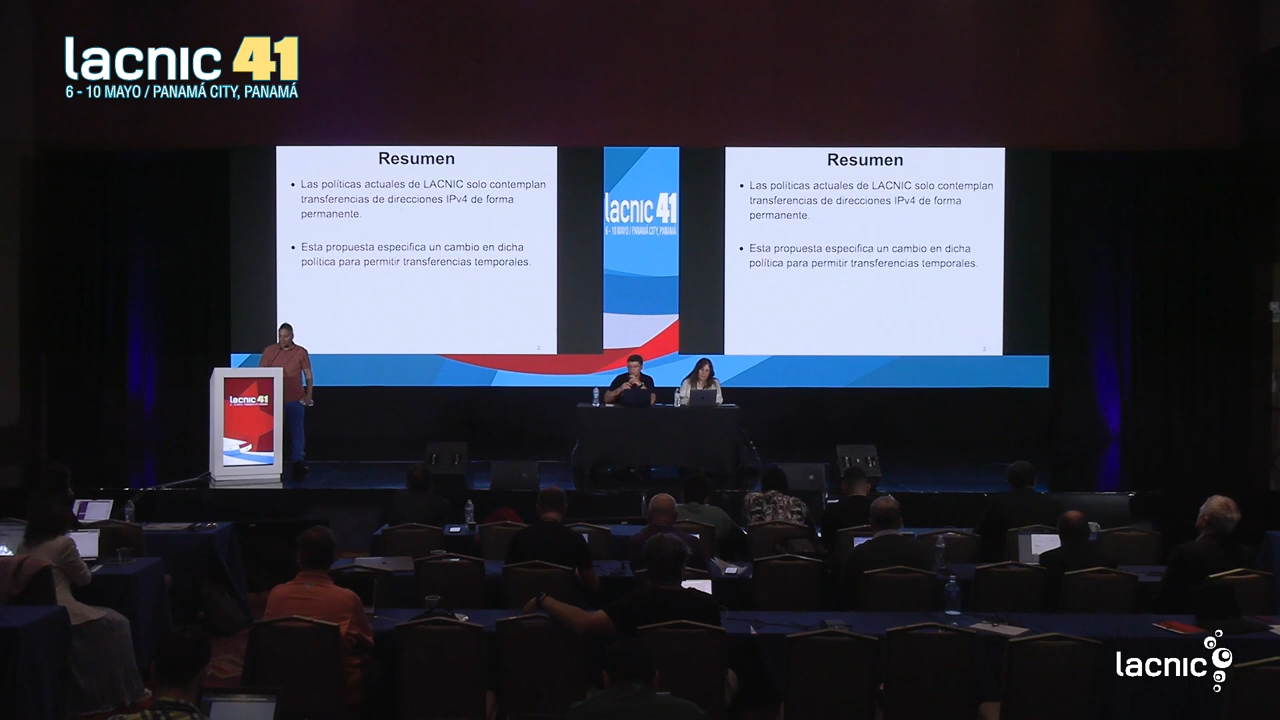 lacnic 41
6 - 10 MAYO / PANAMÁ CITY, PANAMÁ
Resumen
• Las políticas actuales de LACNIC solo contemplan
transferencias de direcciones IPv4 de forma
permanente.
• Esta propuesta especifica un cambio en dicha
política para permitir transferencias temporales.
2
lacnic 41
6 - 10 MAYO / PANAMÁ CITY, PANAMÁ
Resumen
• Las políticas actuales de LACNIC solo contemplan
transferencias de direcciones IPv4 de forma
permanente.
• Esta propuesta especifica un cambio en dicha
política para permitir transferencias temporales.
2
lacnic 41
lacnic